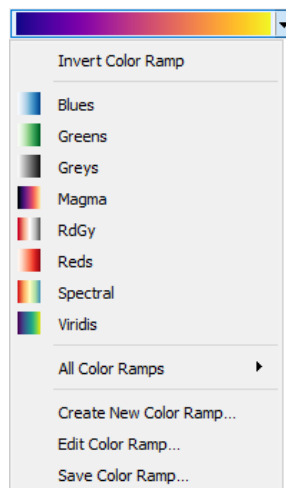 Invert Color Ramp
Blues
Greens
Greys
Magma
RdGy
Reds
Spectral
Viridis
All Color Ramps
Create New Color Ramp...
Edit Color Ramp...
Save Color Ramp...